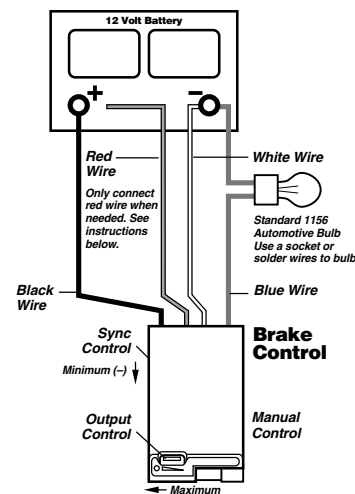 12 Volt Battery
+
–
Red
Wire
White Wire
Only connect
red wire when
needed. See
instructions
below.
Standard 1156
Automotive Bulb
Use a socket or
solder wires to bulb
Black
Wire
Blue Wire
Sync
Control
Brake
Control
Minimum (–)
Output
Control
Manual
Control
Maximum